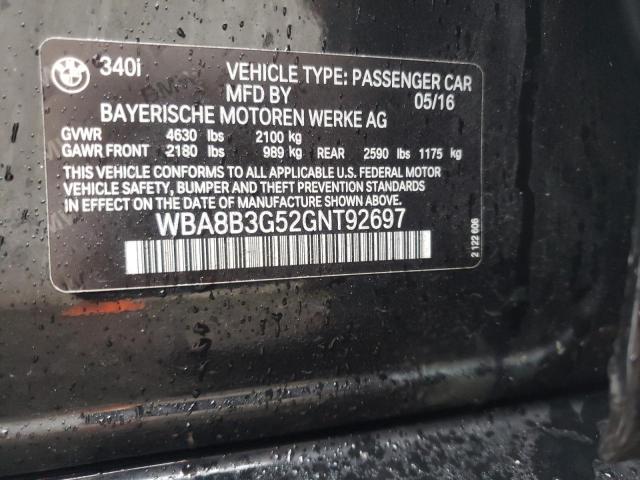 340i VEHICLE TYPE: PASSENGER CAR
MFD BY 05/16
BAYERISCHE MOTOREN WERKE AG
GVWR 4630 lbs 2100 kg
GAWR FRONT 2180 lbs 989 kg REAR 2590 lbs 1175 kg
THIS VEHICLE CONFORMS TO ALL APPLICABLE U.S. FEDERAL MOTOR
VEHICLE SAFETY, BUMPER AND THEFT PREVENTION STANDARDS
IN EFFECT ON THE DATE OF MANUFACTURE SHOWN ABOVE.
WBA8B3G52GNT92697
2 122 606